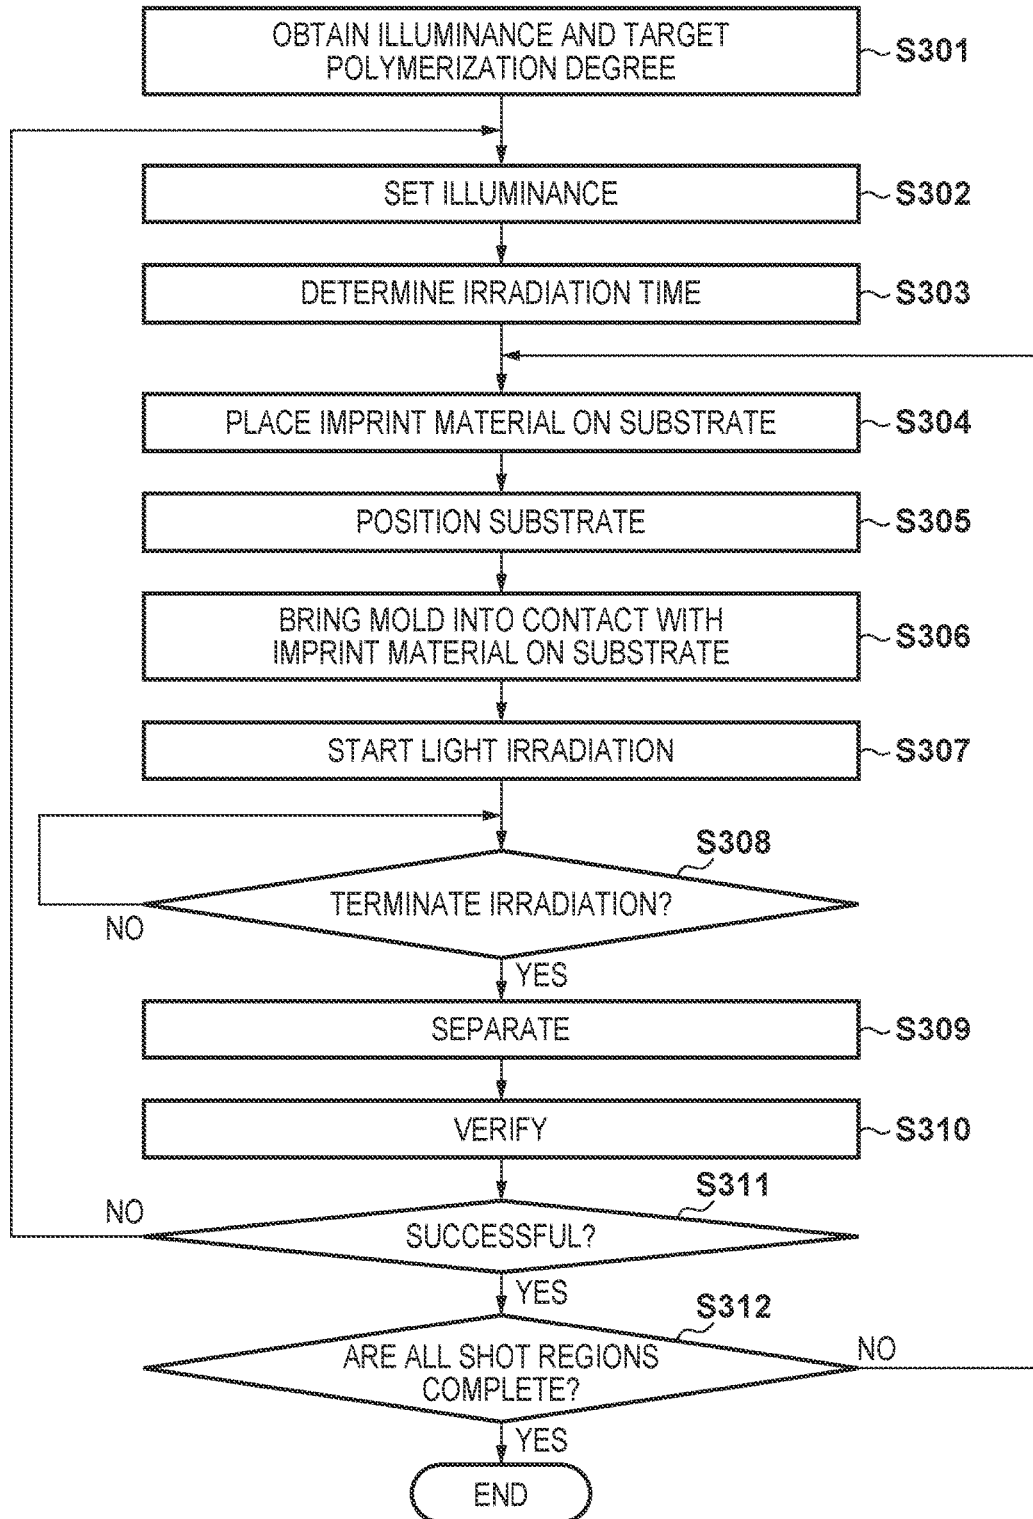 OBTAIN ILLUMINANCE AND TARGET
POLYMERIZATION DEGREE
S301
SET ILLUMINANCE
S302
DETERMINE IRRADIATION TIME
S303
PLACE IMPRINT MATERIAL ON SUBSTRATE
S304
POSITION SUBSTRATE
S305
BRING MOLD INTO CONTACT WITH
IMPRINT MATERIAL ON SUBSTRATE
S306
START LIGHT IRRADIATION
S307
S308
TERMINATE IRRADIATION?
NO
YES
SEPARATE
S309
VERIFY
S310
S311
NO
SUCCESSFUL?
YES
S312
ARE ALL SHOT REGIONS
COMPLETE?
NO
YES
END